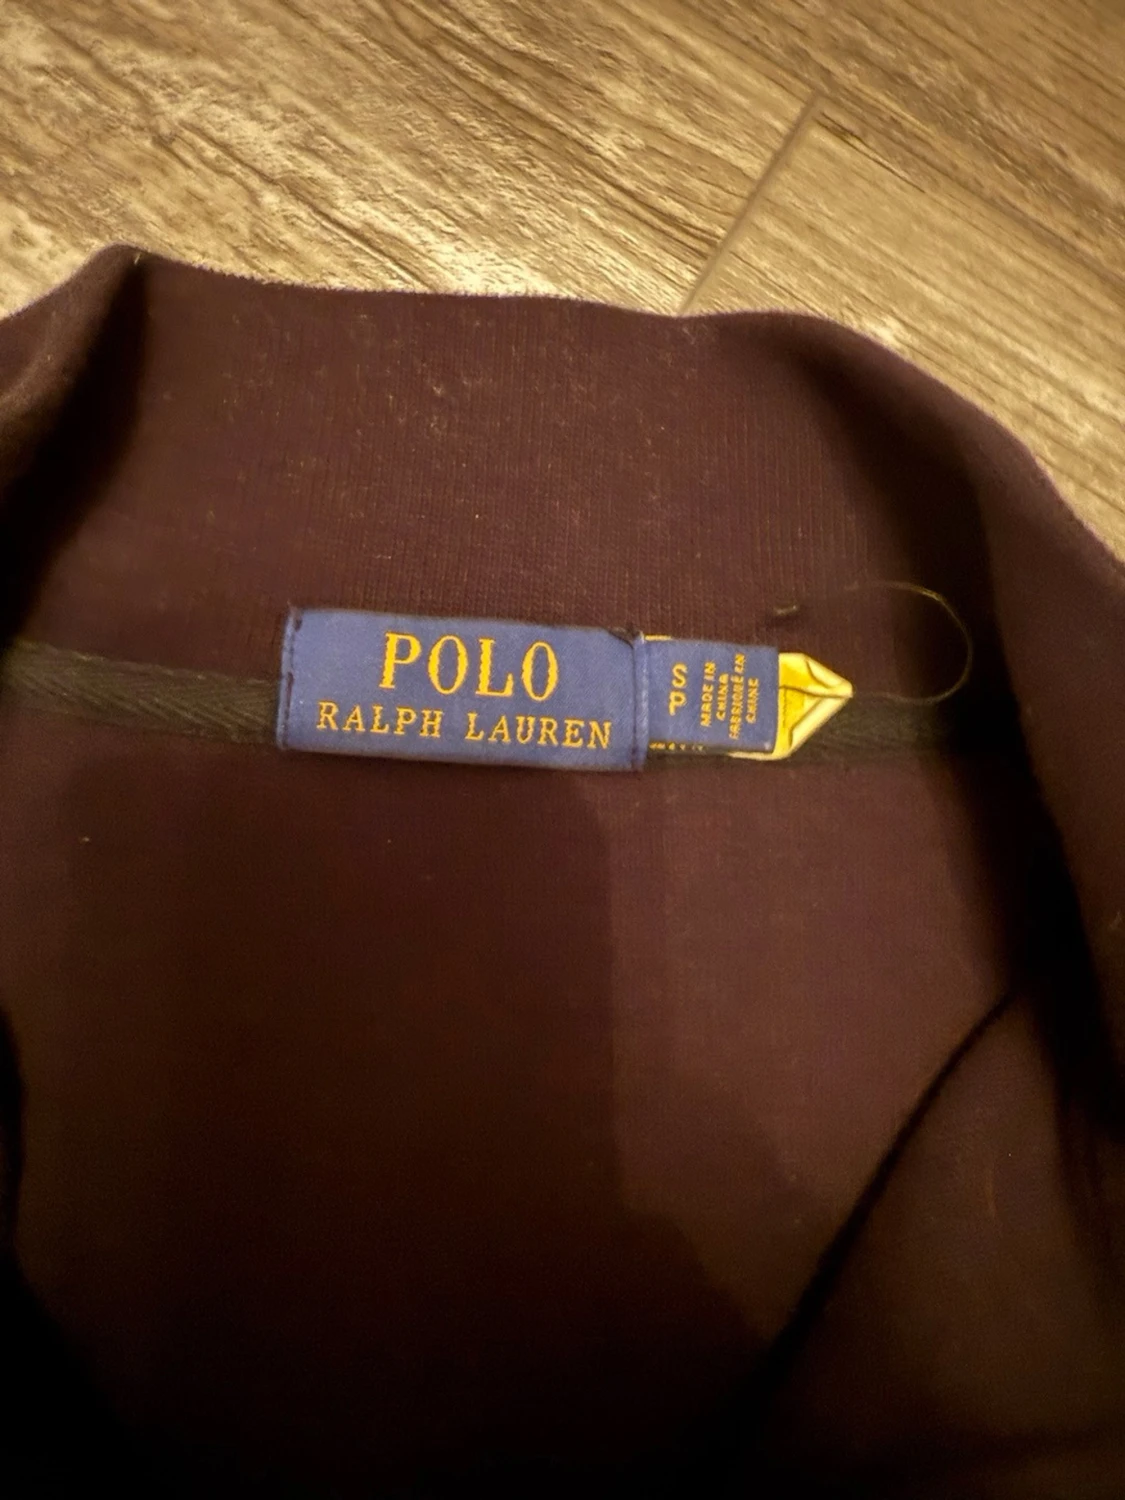 POLO
RALPH LAUREN
S
P
MADE IN
CHINA
FABRIQUÉ EN
CHINE